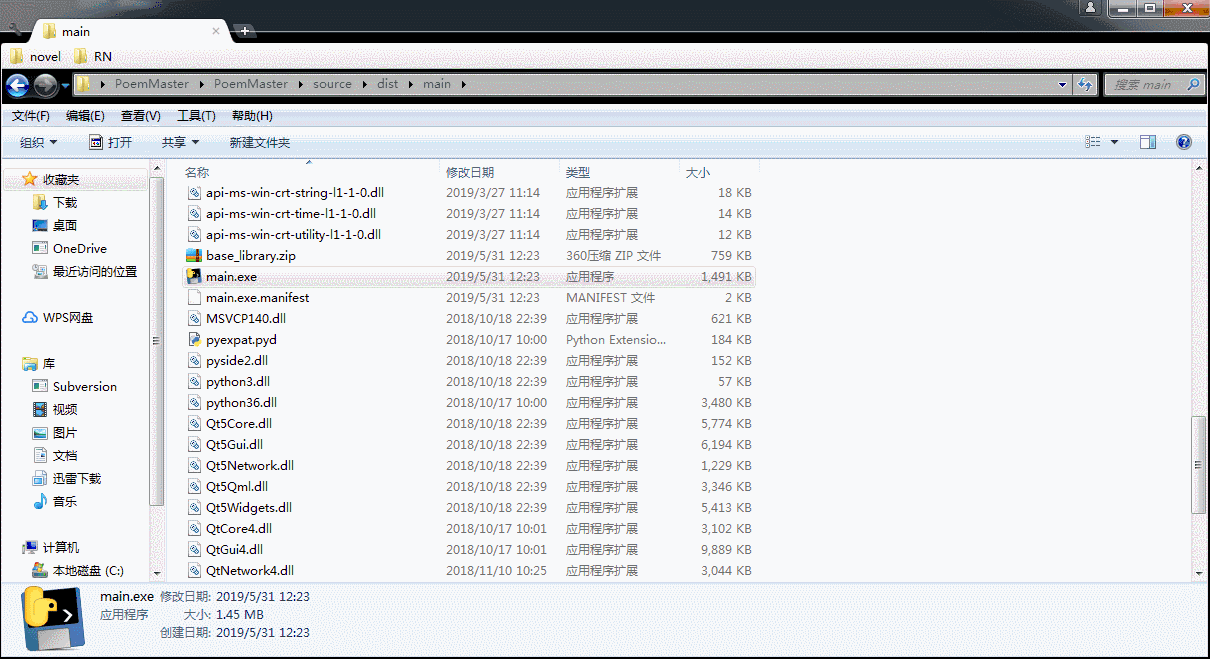 main
novel RN
PoemMaster PoemMaster source dist main 搜索 main
文件(F) 编辑(E) 查看(V) 工具(T) 帮助(H)
组织 打开 共享 新建文件夹
收藏夹
下载
桌面
OneDrive
最近访问的位置
WPS网盘
库
Subversion
视频
图片
文档
迅雷下载
音乐
计算机
本地磁盘 (C:)
名称 修改日期 类型 大小
api-ms-win-crt-string-l1-1-0.dll 2019/3/27 11:14 应用程序扩展 18 KB
api-ms-win-crt-time-l1-1-0.dll 2019/3/27 11:14 应用程序扩展 14 KB
api-ms-win-crt-utility-l1-1-0.dll 2019/3/27 11:14 应用程序扩展 12 KB
base_library.zip 2019/5/31 12:23 360压缩 ZIP 文件 759 KB
main.exe 2019/5/31 12:23 应用程序 1,491 KB
main.exe.manifest 2019/5/31 12:23 MANIFEST 文件 2 KB
MSVCP140.dll 2018/10/18 22:39 应用程序扩展 621 KB
pyexpat.pyd 2018/10/17 10:00 Python Extensio... 184 KB
pyside2.dll 2018/10/18 22:39 应用程序扩展 152 KB
python3.dll 2018/10/18 22:39 应用程序扩展 57 KB
python36.dll 2018/10/17 10:00 应用程序扩展 3,480 KB
Qt5Core.dll 2018/10/18 22:39 应用程序扩展 5,774 KB
Qt5Gui.dll 2018/10/18 22:39 应用程序扩展 6,194 KB
Qt5Network.dll 2018/10/18 22:39 应用程序扩展 1,229 KB
Qt5Qml.dll 2018/10/18 22:39 应用程序扩展 3,346 KB
Qt5Widgets.dll 2018/10/18 22:39 应用程序扩展 5,413 KB
QtCore4.dll 2018/10/17 10:01 应用程序扩展 3,102 KB
QtGui4.dll 2018/10/17 10:01 应用程序扩展 9,889 KB
QtNetwork4.dll 2018/11/10 10:25 应用程序扩展 3,044 KB
main.exe 修改日期: 2019/5/31 12:23
应用程序 大小: 1.45 MB
创建日期: 2019/5/31 12:23